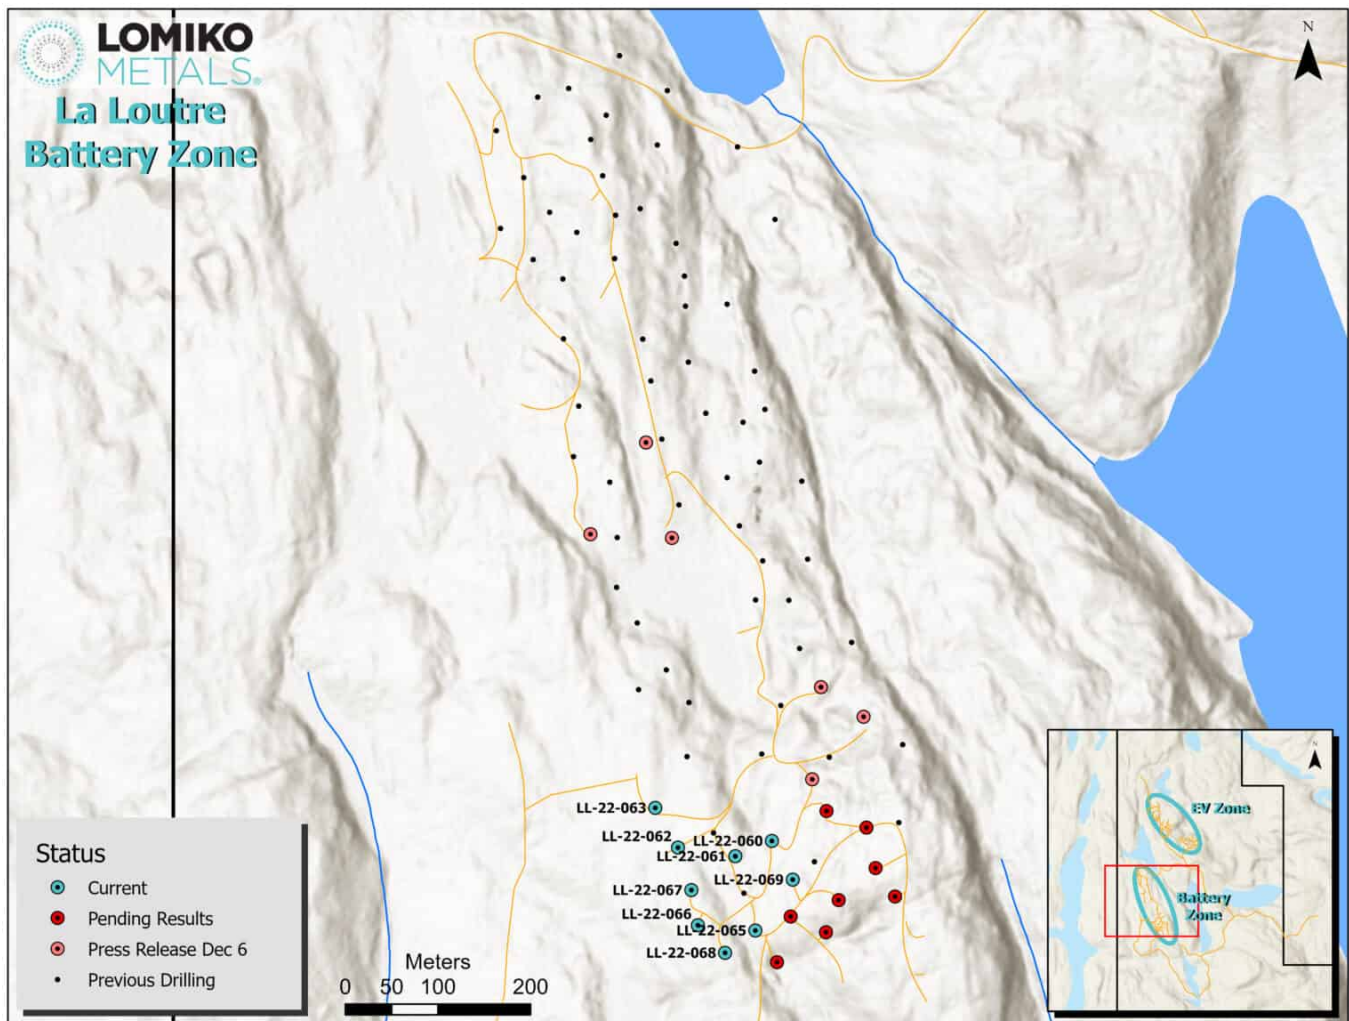 LOMIKO
METALS®
La Loutre
Battery Zone
N
LL-22-063
LL-22-062
LL-22-060
LL-22-061
LL-22-069
LL-22-067
LL-22-066
LL-22-065
LL-22-068
Status
Current
Pending Results
Press Release Dec 6
Previous Drilling
Meters
0 50 100 200
N
EV Zone
Battery
Zone